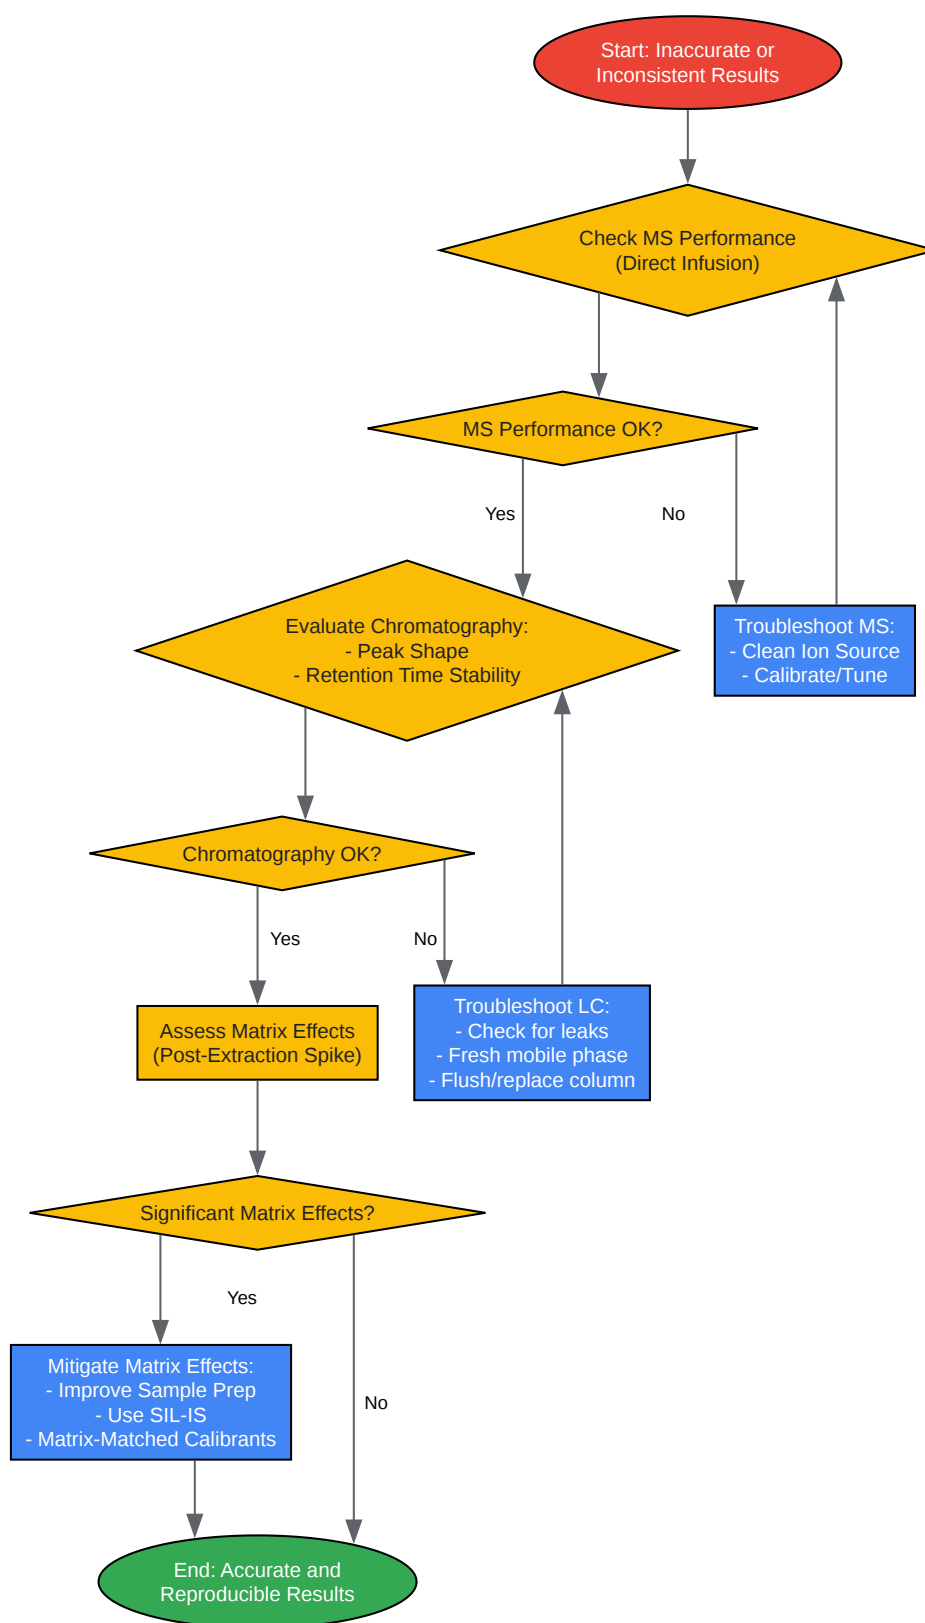 Start: Inaccurate or
Inconsistent Results
Check MS Performance
(Direct Infusion)
MS Performance OK?
Yes
No
Evaluate Chromatography:
- Peak Shape
- Retention Time Stability
Troubleshoot MS:
- Clean Ion Source
- Calibrate/Tune
Chromatography OK?
Yes
No
Assess Matrix Effects
(Post-Extraction Spike)
Troubleshoot LC:
- Check for leaks
- Fresh mobile phase
- Flush/replace column
Significant Matrix Effects?
Yes
No
Mitigate Matrix Effects:
- Improve Sample Prep
- Use SIL-IS
- Matrix-Matched Calibrants
End: Accurate and
Reproducible Results